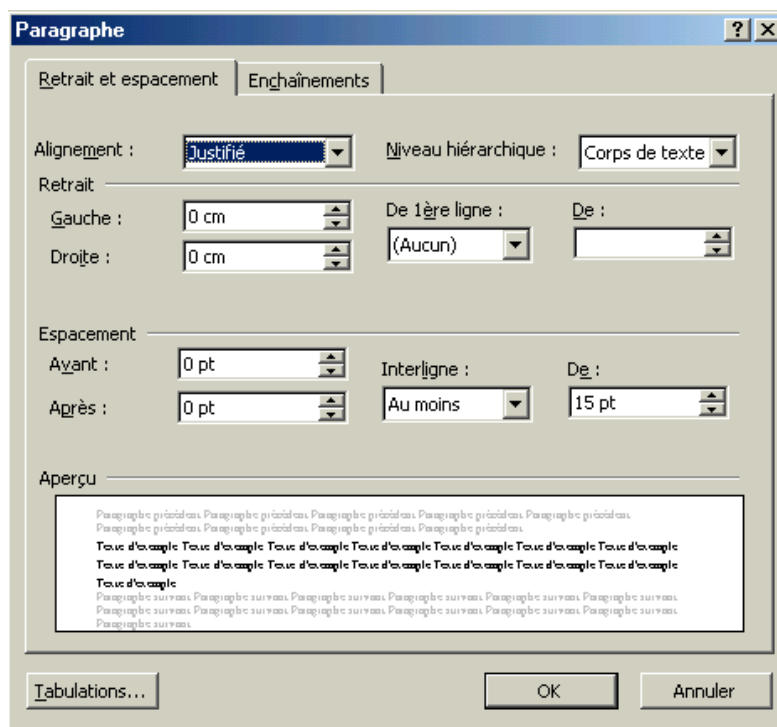 Paragraphe
Retrait et espacement Enchaînements
Alignement : Justifié Niveau hiérarchique : Corps de texte
Retrait
Gauche : 0 cm De 1ère ligne : De :
Droite : 0 cm (Aucun)
Espacement
Avant : 0 pt Interligne : De :
Après : 0 pt Au moins 15 pt
Aperçu
Paragraphe précédent Paragraphe précédent Paragraphe précédent Paragraphe précédent Paragraphe précédent
Paragraphe précédent Paragraphe précédent Paragraphe précédent Paragraphe précédent
Texte d'exemple Texte d'exemple Texte d'exemple Texte d'exemple Texte d'exemple Texte d'exemple Texte d'exemple
Texte d'exemple Texte d'exemple Texte d'exemple Texte d'exemple Texte d'exemple Texte d'exemple Texte d'exemple
Texte d'exemple
Paragraphe suivant Paragraphe suivant Paragraphe suivant Paragraphe suivant Paragraphe suivant Paragraphe suivant
Paragraphe suivant Paragraphe suivant Paragraphe suivant Paragraphe suivant Paragraphe suivant Paragraphe suivant
Paragraphe suivant
Tabulations... OK Annuler